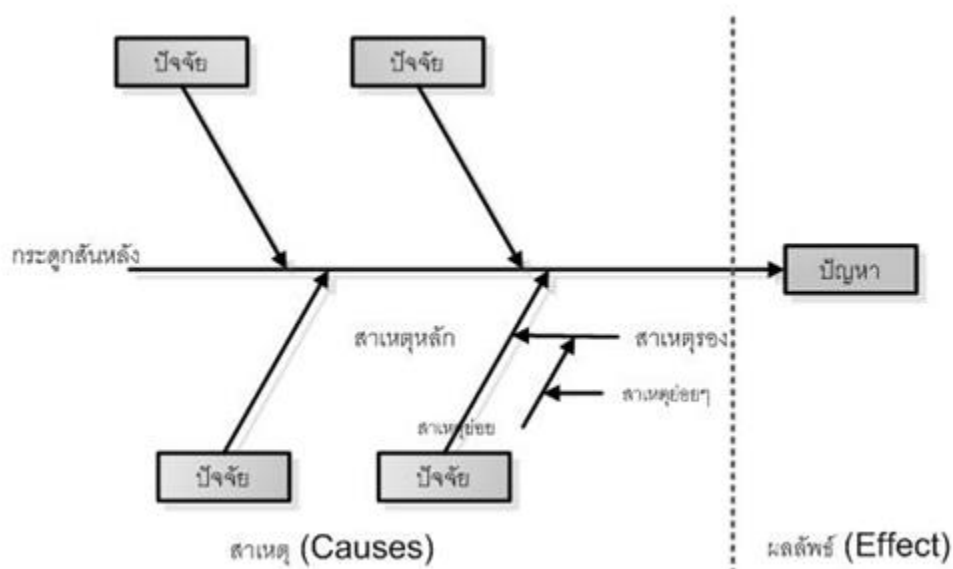 ปัจจัย
ปัจจัย
กระดูกสันหลัง
ปัญหา
สาเหตุหลัก
สาเหตุรอง
สาเหตุย่อยๆ
สาเหตุย่อย
ปัจจัย
ปัจจัย
สาเหตุ (Causes)
ผลลัพธ์ (Effect)